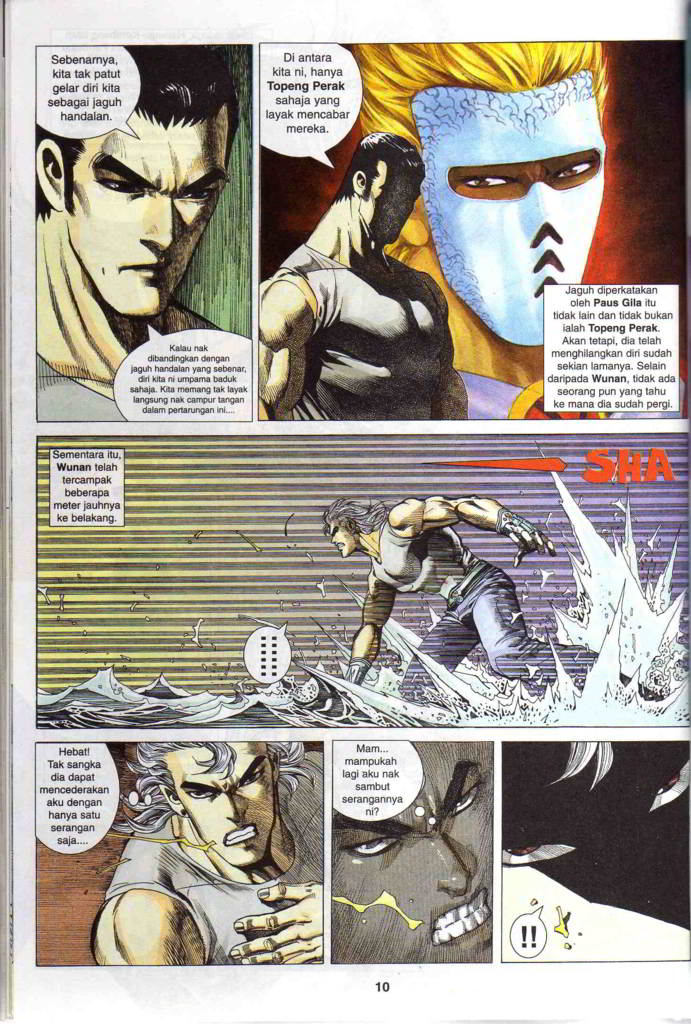 Sebenarnya,
kita tak patut
gelar diri kita
sebagai jaguh
handalan.
Kalau nak
dibandingkan dengan
jaguh handalan yang sebenar,
diri kita ni umpama baduk
sahaja. Kita memang tak layak
langsung nak campur tangan
dalam pertarungan ini....
Di antara
kita ni, hanya
Topeng Perak
sahaja yang
layak mencabar
mereka.
Jaguh diperkatakan
oleh Paus Gila itu
tidak lain dan tidak bukan
ialah Topeng Perak.
Akan tetapi, dia telah
menghilangkan diri sudah
sekian lamanya. Selain
daripada Wunan, tidak ada
seorang pun yang tahu
ke mana dia sudah pergi.
Sementara itu,
Wunan telah
tercampak
beberapa
meter jauhnya
ke belakang.
SHA
!!!!
Hebat!
Tak sangka
dia dapat
mencederakan
aku dengan
hanya satu
serangan
saja....
Mam...
mampukah
lagi aku nak
sambut
serangannya
ni?
!!
10